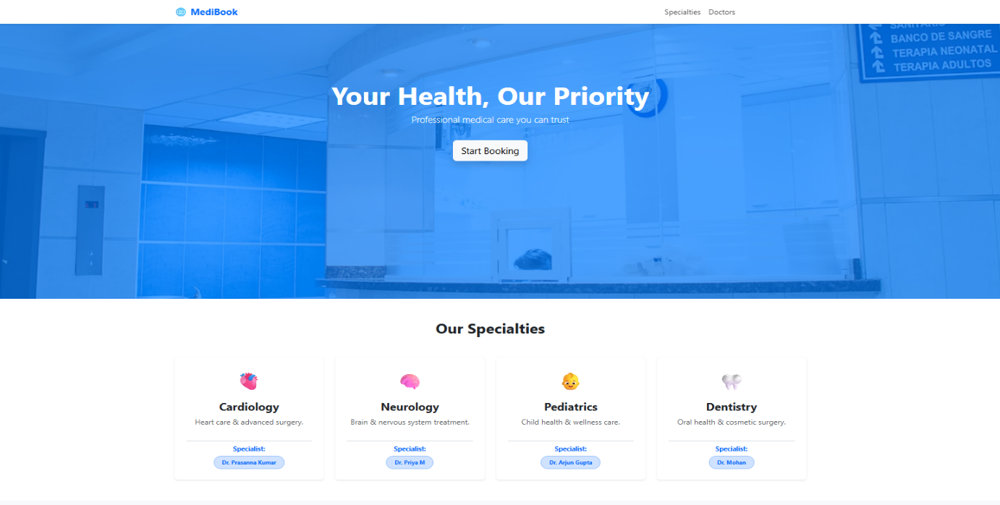 MediBook
Specialties Doctors
SANITARIO
BANCO DE SANGRE
TERAPIA NEONATAL
TERAPIA ADULTOS
Your Health, Our Priority
Professional medical care you can trust
Start Booking
Our Specialties
Cardiology
Heart care & advanced surgery.
Specialist:
Dr. Prasanna Kumar
Neurology
Brain & nervous system treatment.
Specialist:
Dr. Priya M
Pediatrics
Child health & wellness care.
Specialist:
Dr. Arjun Gupta
Dentistry
Oral health & cosmetic surgery.
Specialist:
Dr. Mohan